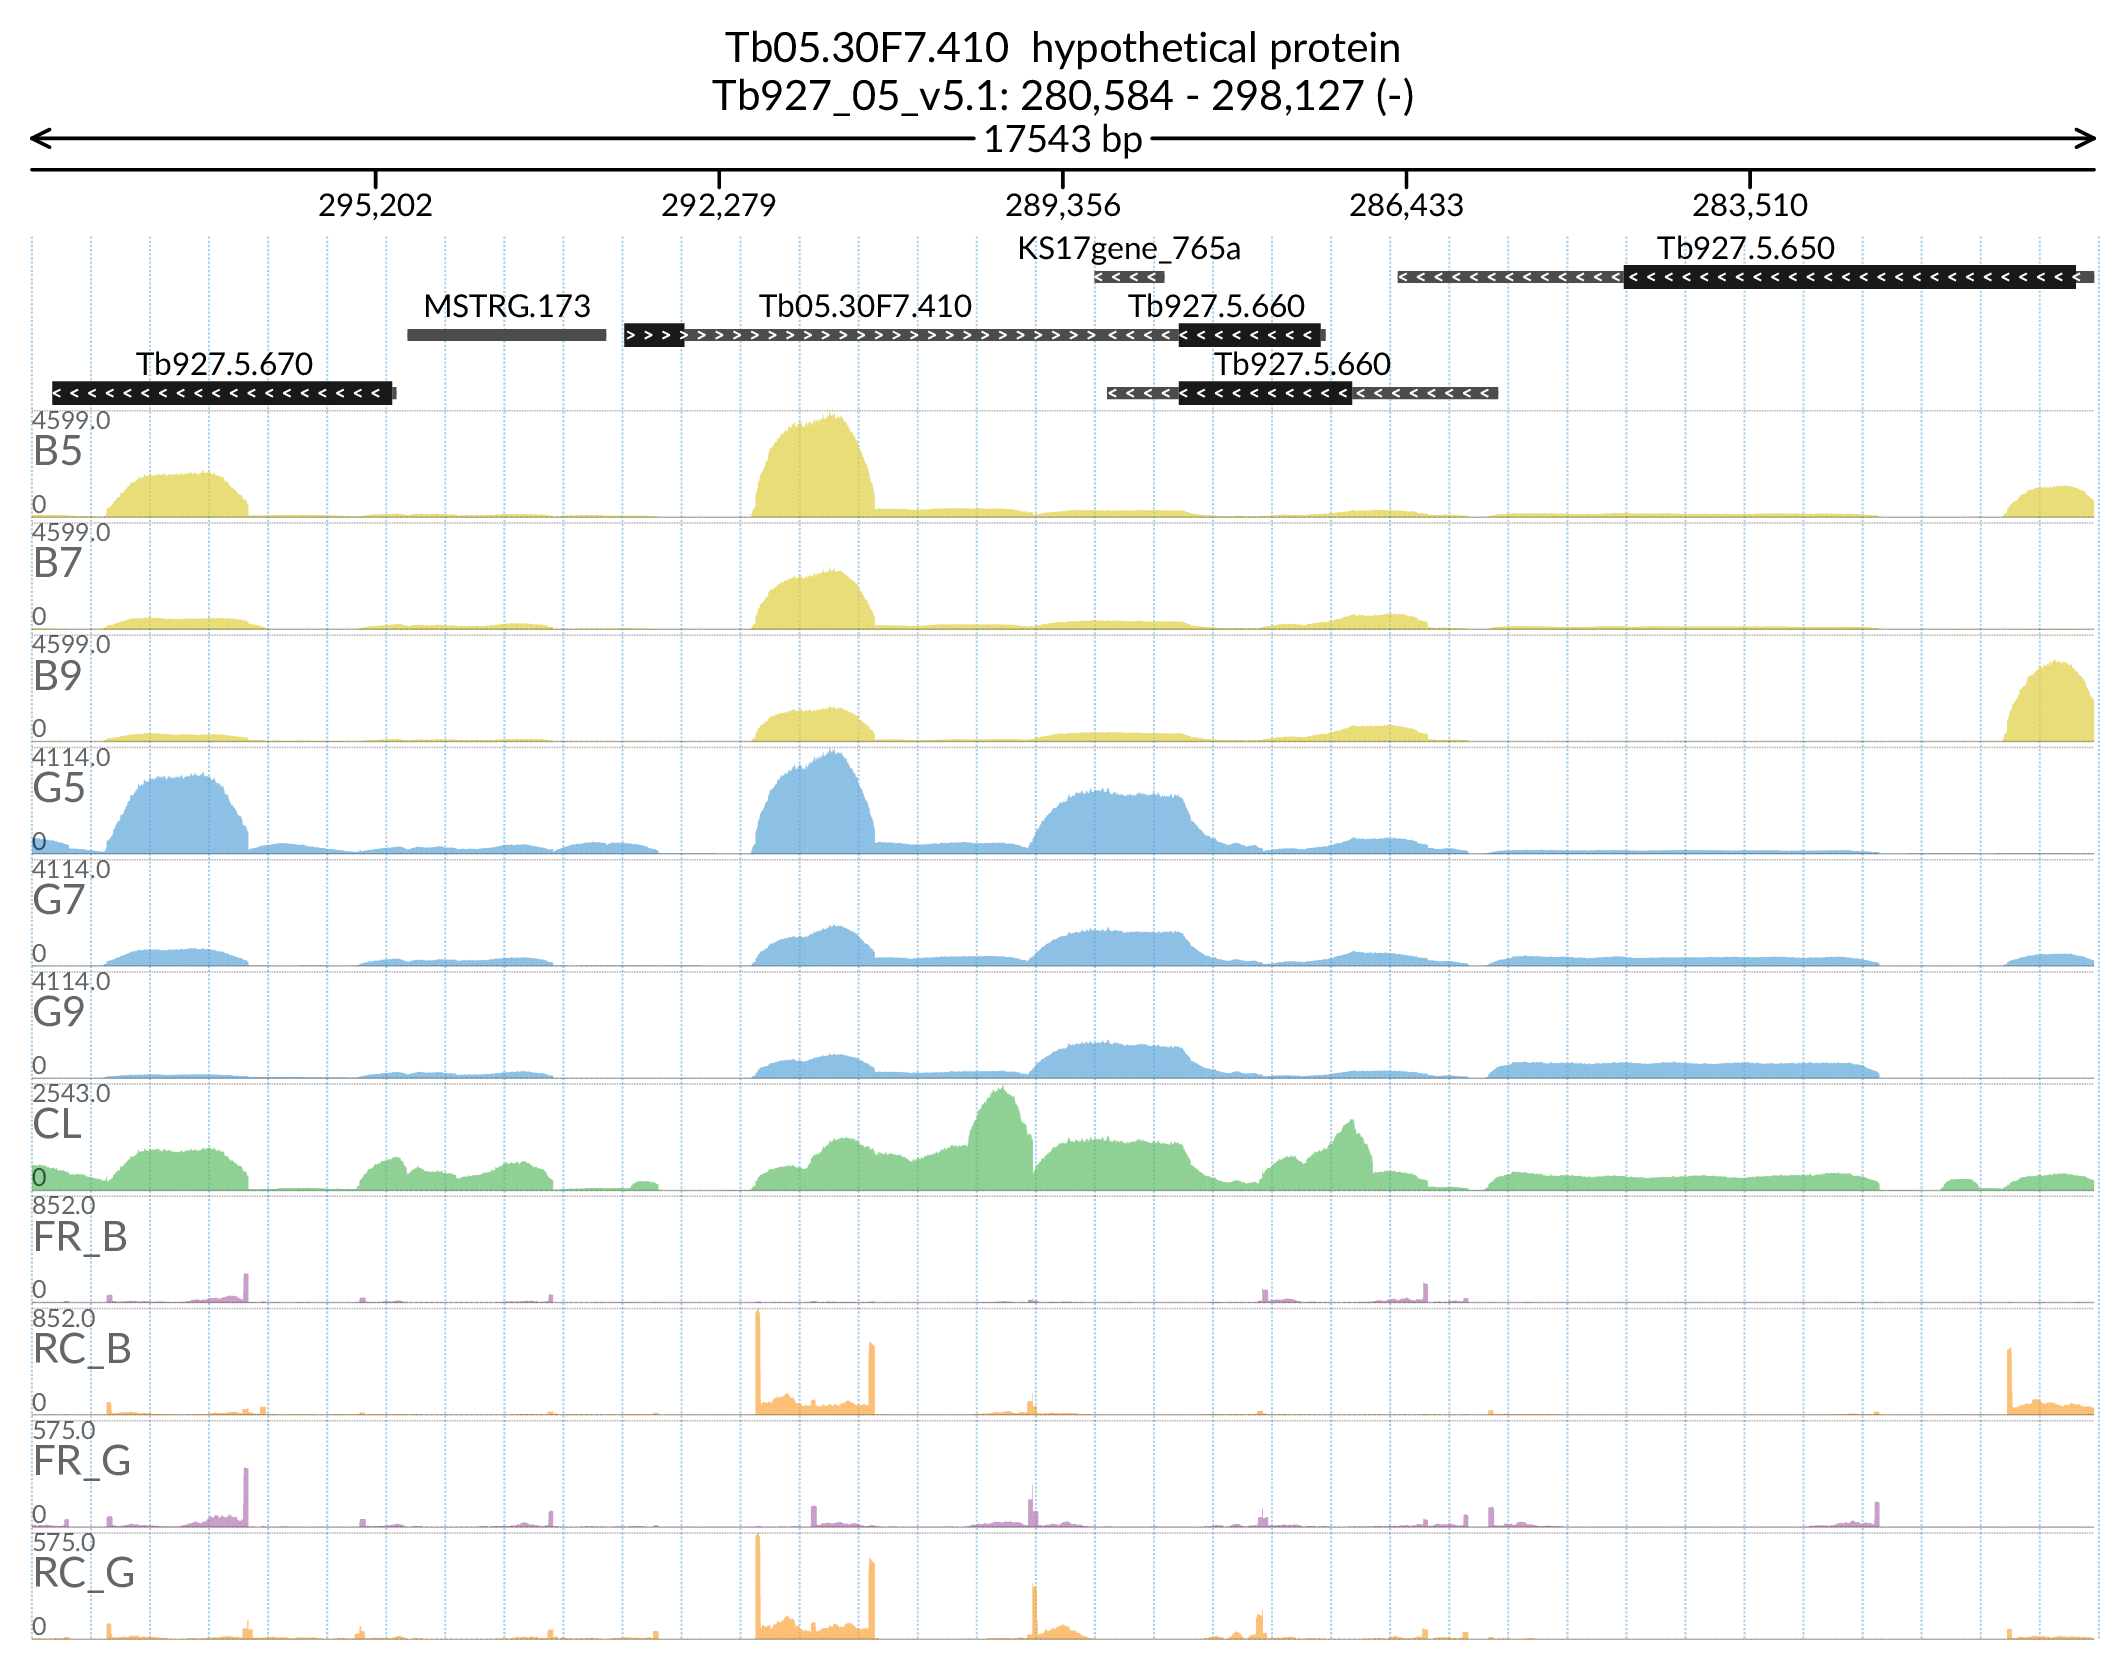 Tb05.30F7.410  hypothetical protein
Tb927_05_v5.1: 280,584 - 298,127 (-)
17543 bp
295,202 292,279 289,356 286,433 283,510
KS17gene_765a Tb927.5.650
MSTRG.173 Tb05.30F7.410 Tb927.5.660
Tb927.5.670 Tb927.5.660
4599.0
B5
0
4599.0
B7
0
4599.0
B9
0
4114.0
G5
0
4114.0
G7
0
4114.0
G9
0
2543.0
CL
0
852.0
FR_B
0
852.0
RC_B
0
575.0
FR_G
0
575.0
RC_G
0